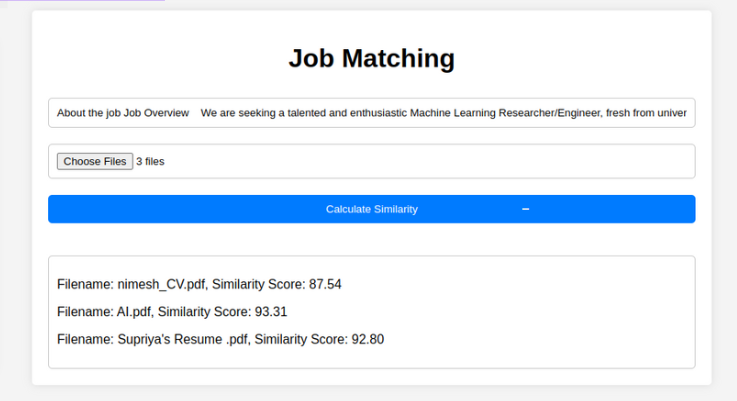 Job Matching
About the job Job Overview    We are seeking a talented and enthusiastic Machine Learning Researcher/Engineer, fresh from univer
Choose Files 3 files
Calculate Similarity
Filename: nimesh_CV.pdf, Similarity Score: 87.54
Filename: AI.pdf, Similarity Score: 93.31
Filename: Supriya's Resume .pdf, Similarity Score: 92.80